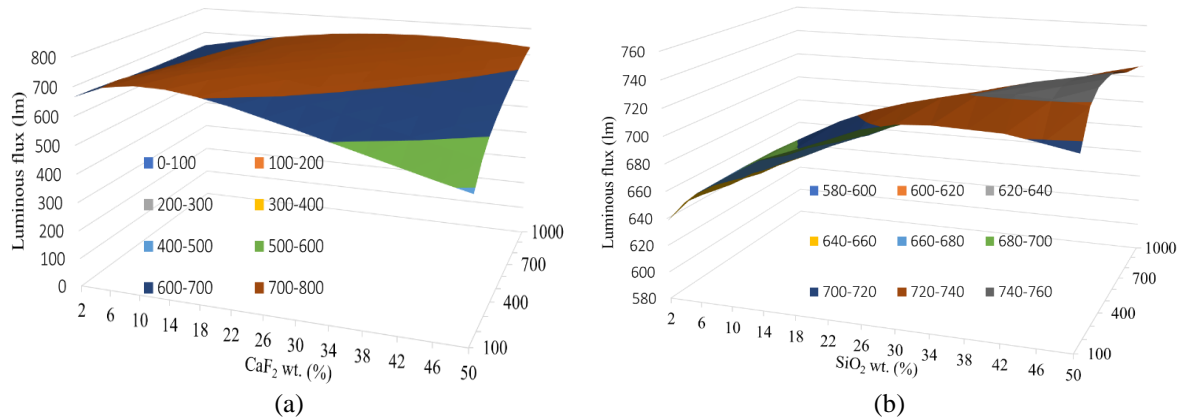 800
700
600
500
400
300
200
100
0
Luminous flux (lm)
0-100 100-200
200-300 300-400
400-500 500-600
600-700 700-800
2 6 10 14 18 22 26 30 34 38 42 46 50
CaF2 wt. (%)
100
400
700
1000
(a)
760
740
720
700
680
660
640
620
600
580
Luminous flux (lm)
580-600 600-620 620-640
640-660 660-680 680-700
700-720 720-740 740-760
2 6 10 14 18 22 26 30 34 38 42 46 50
SiO2 wt. (%)
100
400
700
1000
(b)